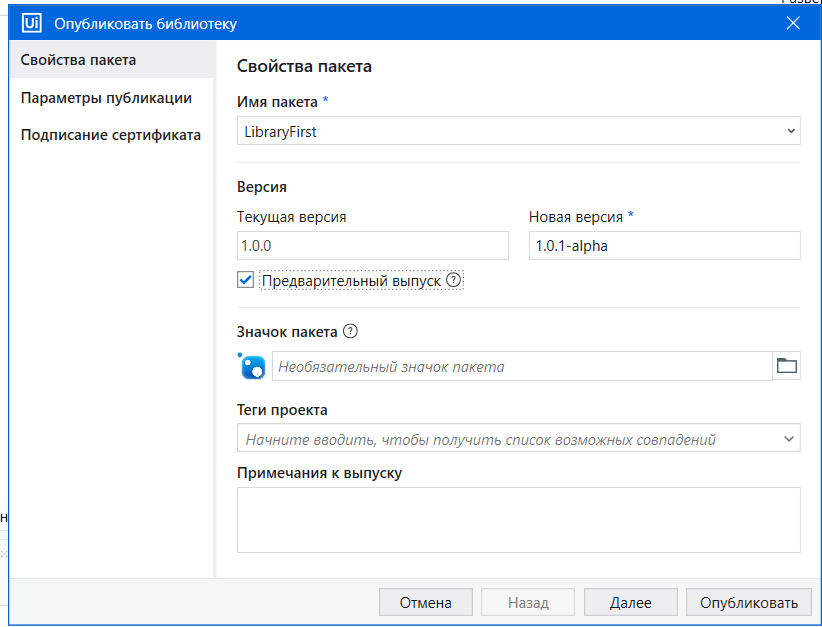 Ui Опубликовать библиотеку
Свойства пакета
Параметры публикации
Подписание сертификата
Свойства пакета
Имя пакета *
LibraryFirst
Версия
Текущая версия
Новая версия *
1.0.0
1.0.1-alpha
Предварительный выпуск ?
Значок пакета ?
Необязательный значок пакета
Теги проекта
Начните вводить, чтобы получить список возможных совпадений
Примечания к выпуску
Отмена
Назад
Далее
Опубликовать